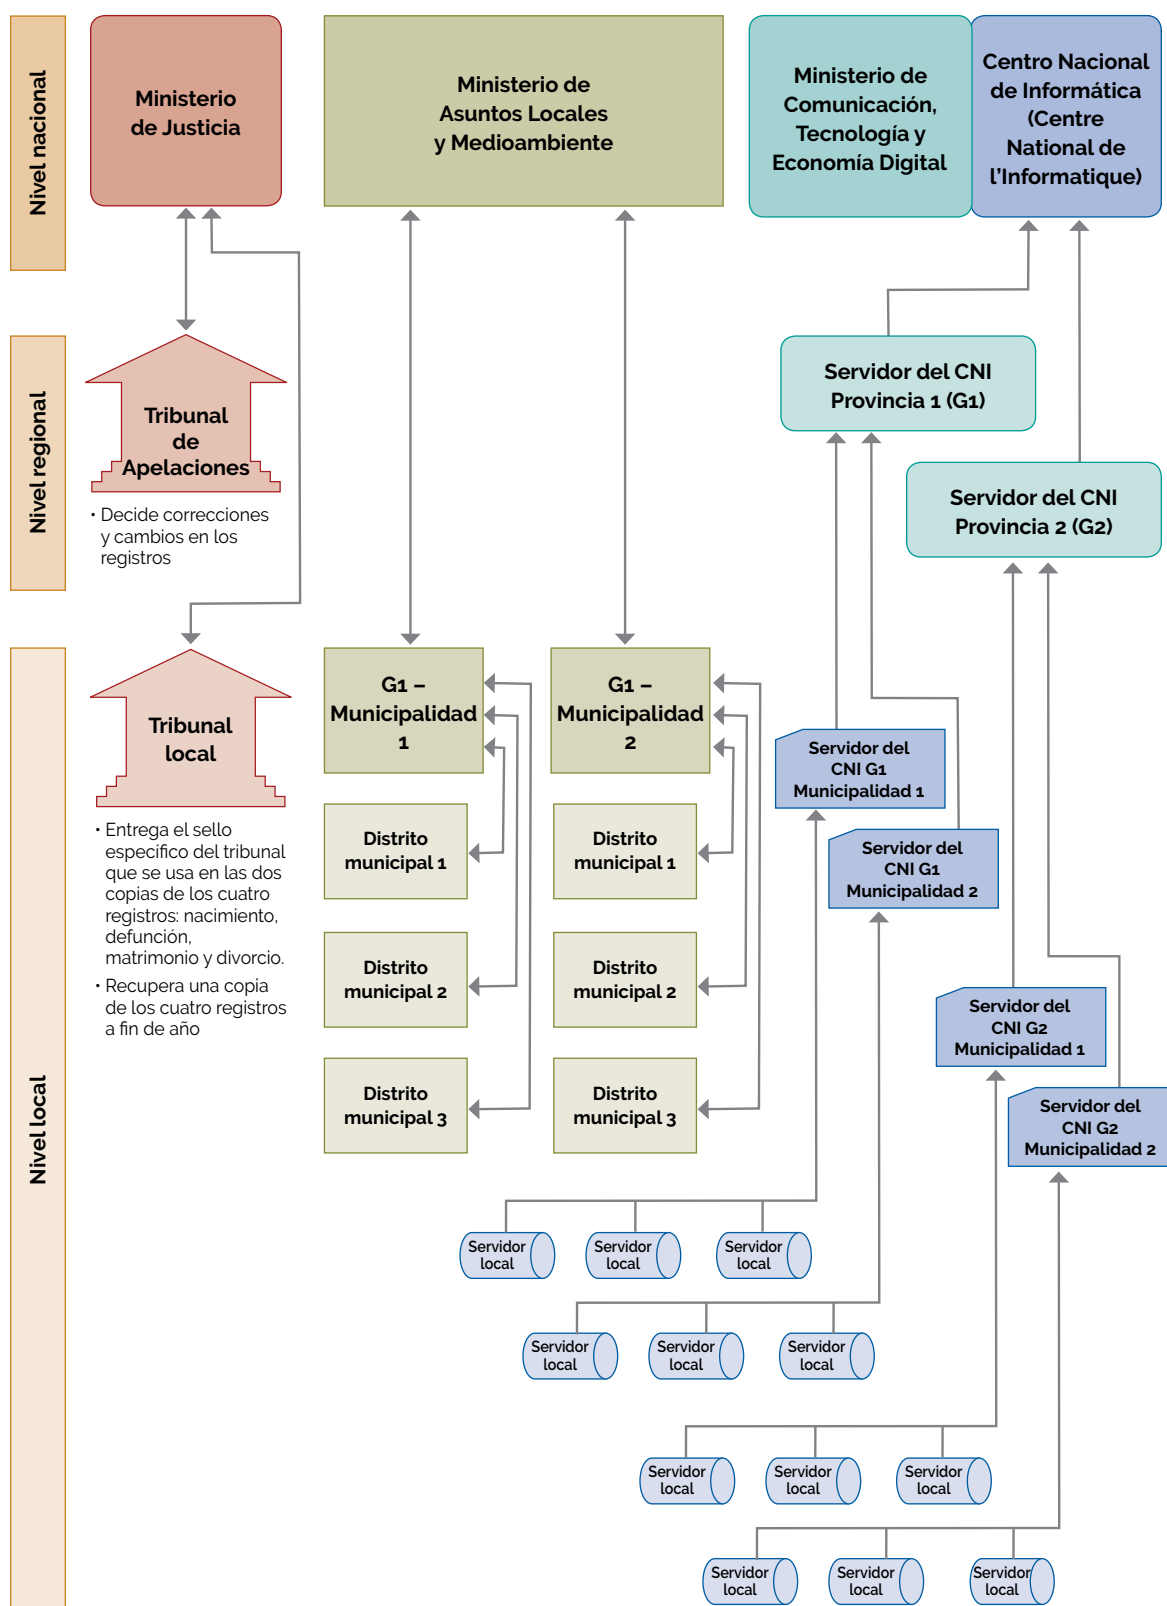 Nivel nacional
Ministerio
de Justicia
Ministerio de
Asuntos Locales
y Medioambiente
Ministerio de
Comunicación,
Tecnología y
Economía Digital
Centro Nacional
de Informática
(Centre
National de
l'Informatique)
Nivel regional
Tribunal
de
Apelaciones
• Decide correcciones
y cambios en los
registros
Servidor del CNI
Provincia 1 (G1)
Servidor del CNI
Provincia 2 (G2)
Nivel local
Tribunal
local
• Entrega el sello
específico del tribunal
que se usa en las dos
copias de los cuatro
registros: nacimiento,
defunción,
matrimonio y divorcio.
• Recupera una copia
de los cuatro registros
a fin de año
G1 –
Municipalidad
1
Distrito
municipal 1
Distrito
municipal 2
Distrito
municipal 3
G1 –
Municipalidad
2
Distrito
municipal 1
Distrito
municipal 2
Distrito
municipal 3
Servidor del
CNI G1
Municipalidad 1
Servidor del
CNI G1
Municipalidad 2
Servidor del
CNI G2
Municipalidad 1
Servidor del
CNI G2
Municipalidad 2
Servidor
local
Servidor
local
Servidor
local
Servidor
local
Servidor
local
Servidor
local
Servidor
local
Servidor
local
Servidor
local
Servidor
local
Servidor
local
Servidor
local